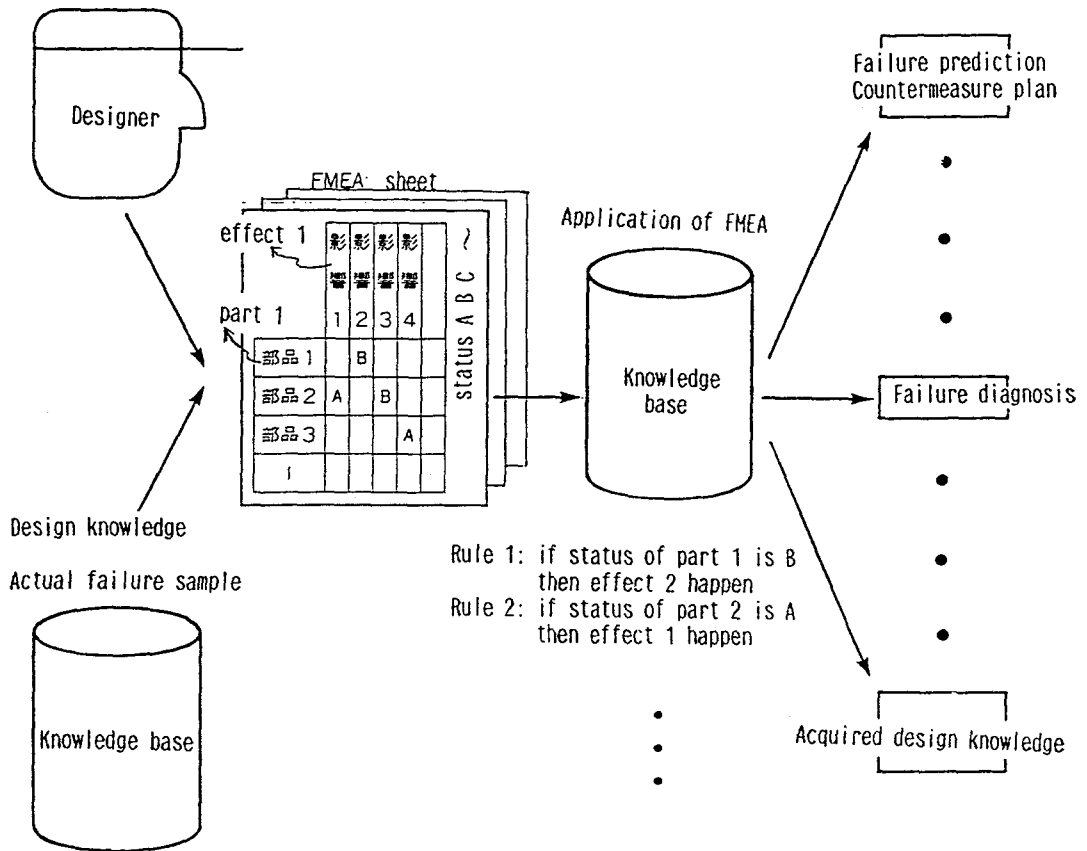 Designer
Failure prediction
Countermeasure plan
FMEA sheet
effect 1
影響 影響 影響 影響
part 1
1 2 3 4
部品1 B
部品2 A B
部品3 A
status A B C ~
Application of FMEA
Knowledge
base
Failure diagnosis
Design knowledge
Actual failure sample
Knowledge base
Rule 1: if status of part 1 is B
then effect 2 happen
Rule 2: if status of part 2 is A
then effect 1 happen
Acquired design knowledge